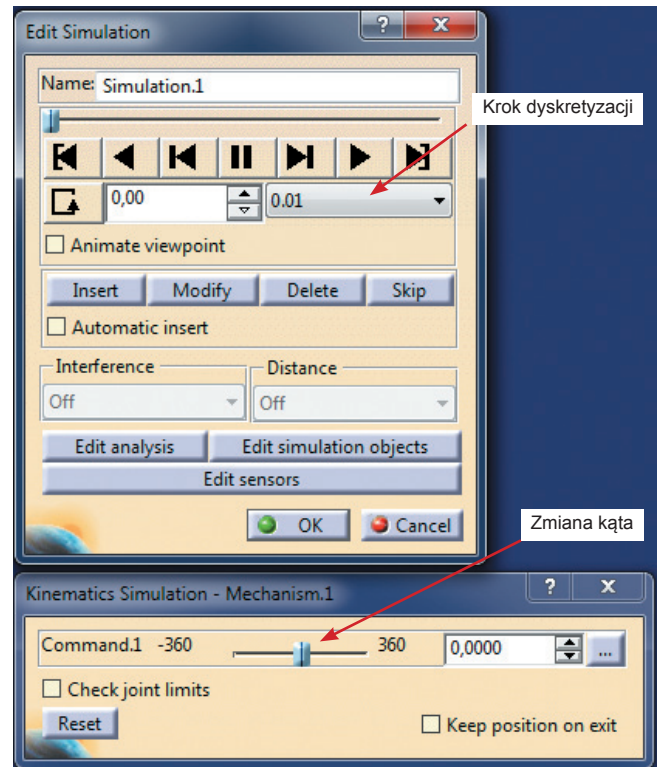 Edit Simulation
Name: Simulation.1
Krok dyskretyzacji
0,00 0.01
Animate viewpoint
Insert Modify Delete Skip
Automatic insert
Interference Distance
Off Off
Edit analysis Edit simulation objects
Edit sensors
OK Cancel
Zmiana kąta
Kinematics Simulation - Mechanism.1
Command.1 -360 360 0,0000 ...
Check joint limits
Reset Keep position on exit